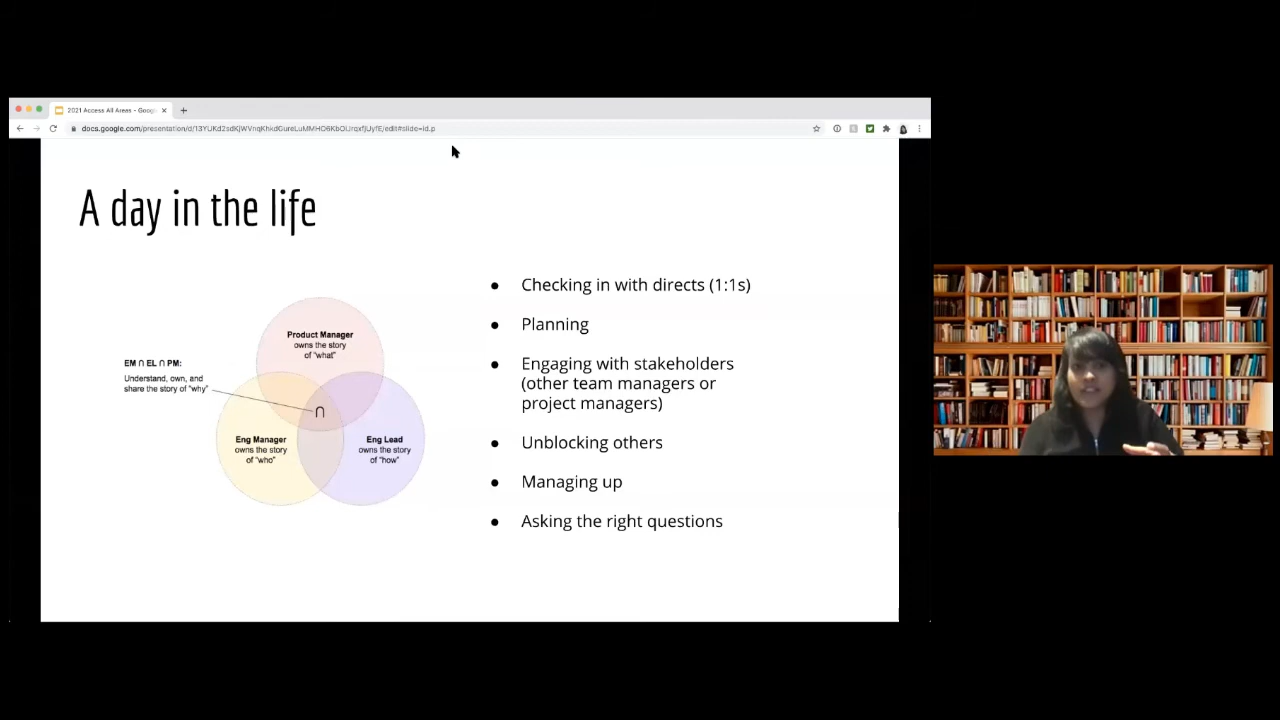 2021 Access All Areas - Goog
A day in the life
Product Manager
owns the story
of "what"
EM ∩ EL ∩ PM:
Understand, own, and
share the story of "why"
∩
Eng Manager
owns the story
of "who"
Eng Lead
owns the story
of "how"
● Checking in with directs (1:1s)
● Planning
● Engaging with stakeholders
(other team managers or
project managers)
● Unblocking others
● Managing up
● Asking the right questions